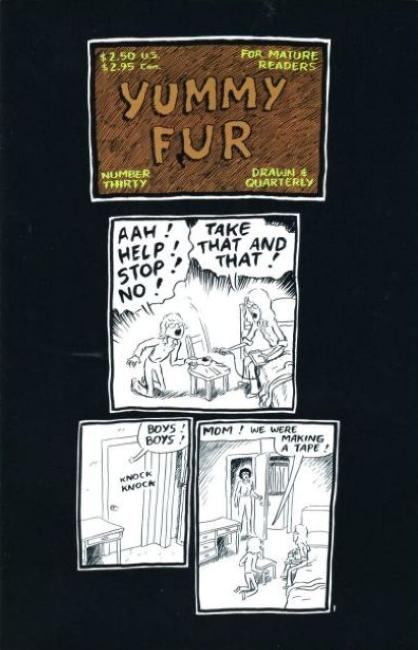 $2.50 U.S.
$2.95 Can.
FOR MATURE
READERS
YUMMY
FUR
NUMBER
THIRTY
DRAWN &
QUARTERLY
AAH!
HELP!
STOP!
NO!
TAKE
THAT AND
THAT!
BOYS!
BOYS!
KNOCK
KNOCK
MOM! WE WERE
MAKING
A TAPE!